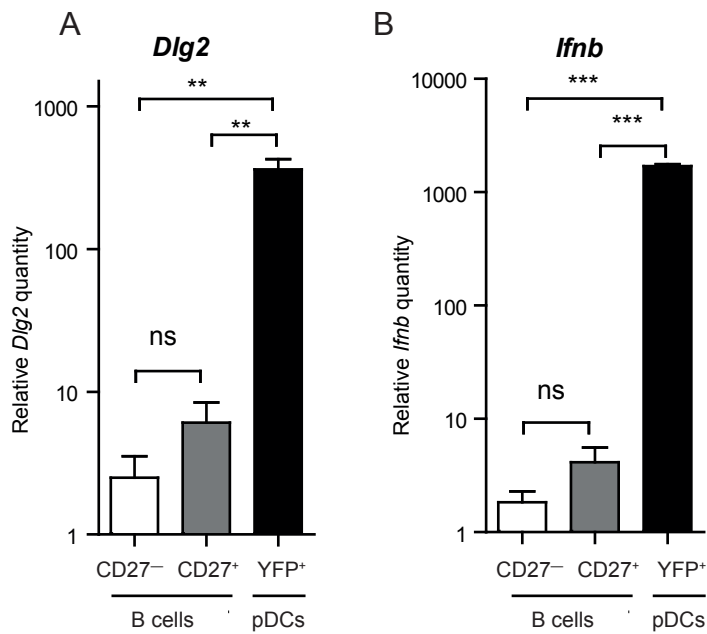 A
Dlg2
Relative Dlg2 quantity
1000
100
10
1
**
**
ns
CD27—
CD27+
YFP+
B cells
pDCs
B
Ifnb
Relative Ifnb quantity
10000
1000
100
10
1
***
***
ns
CD27—
CD27+
YFP+
B cells
pDCs